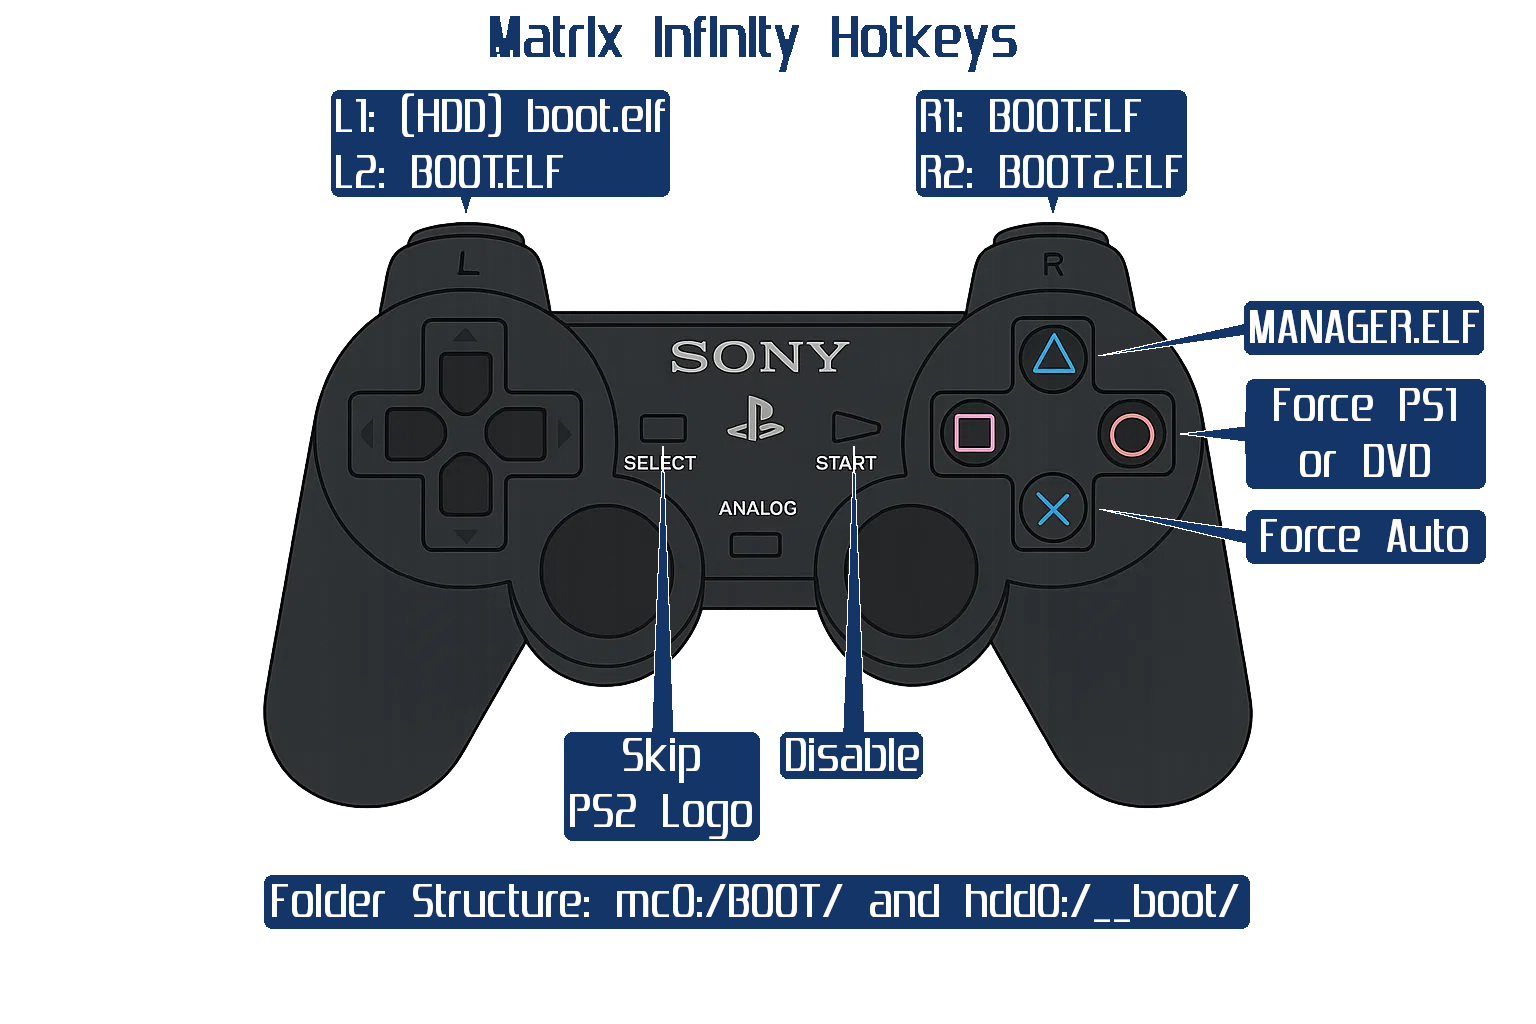 Matrix Infinity Hotkeys
L1: (HDD) boot.elf
L2: BOOT.ELF
R1: BOOT.ELF
R2: BOOT2.ELF
L
R
MANAGER.ELF
SONY
Force PS1
or DVD
SELECT
START
ANALOG
Force Auto
Skip
PS2 Logo
Disable
Folder Structure: mc0:/BOOT/ and hdd0:/__boot/